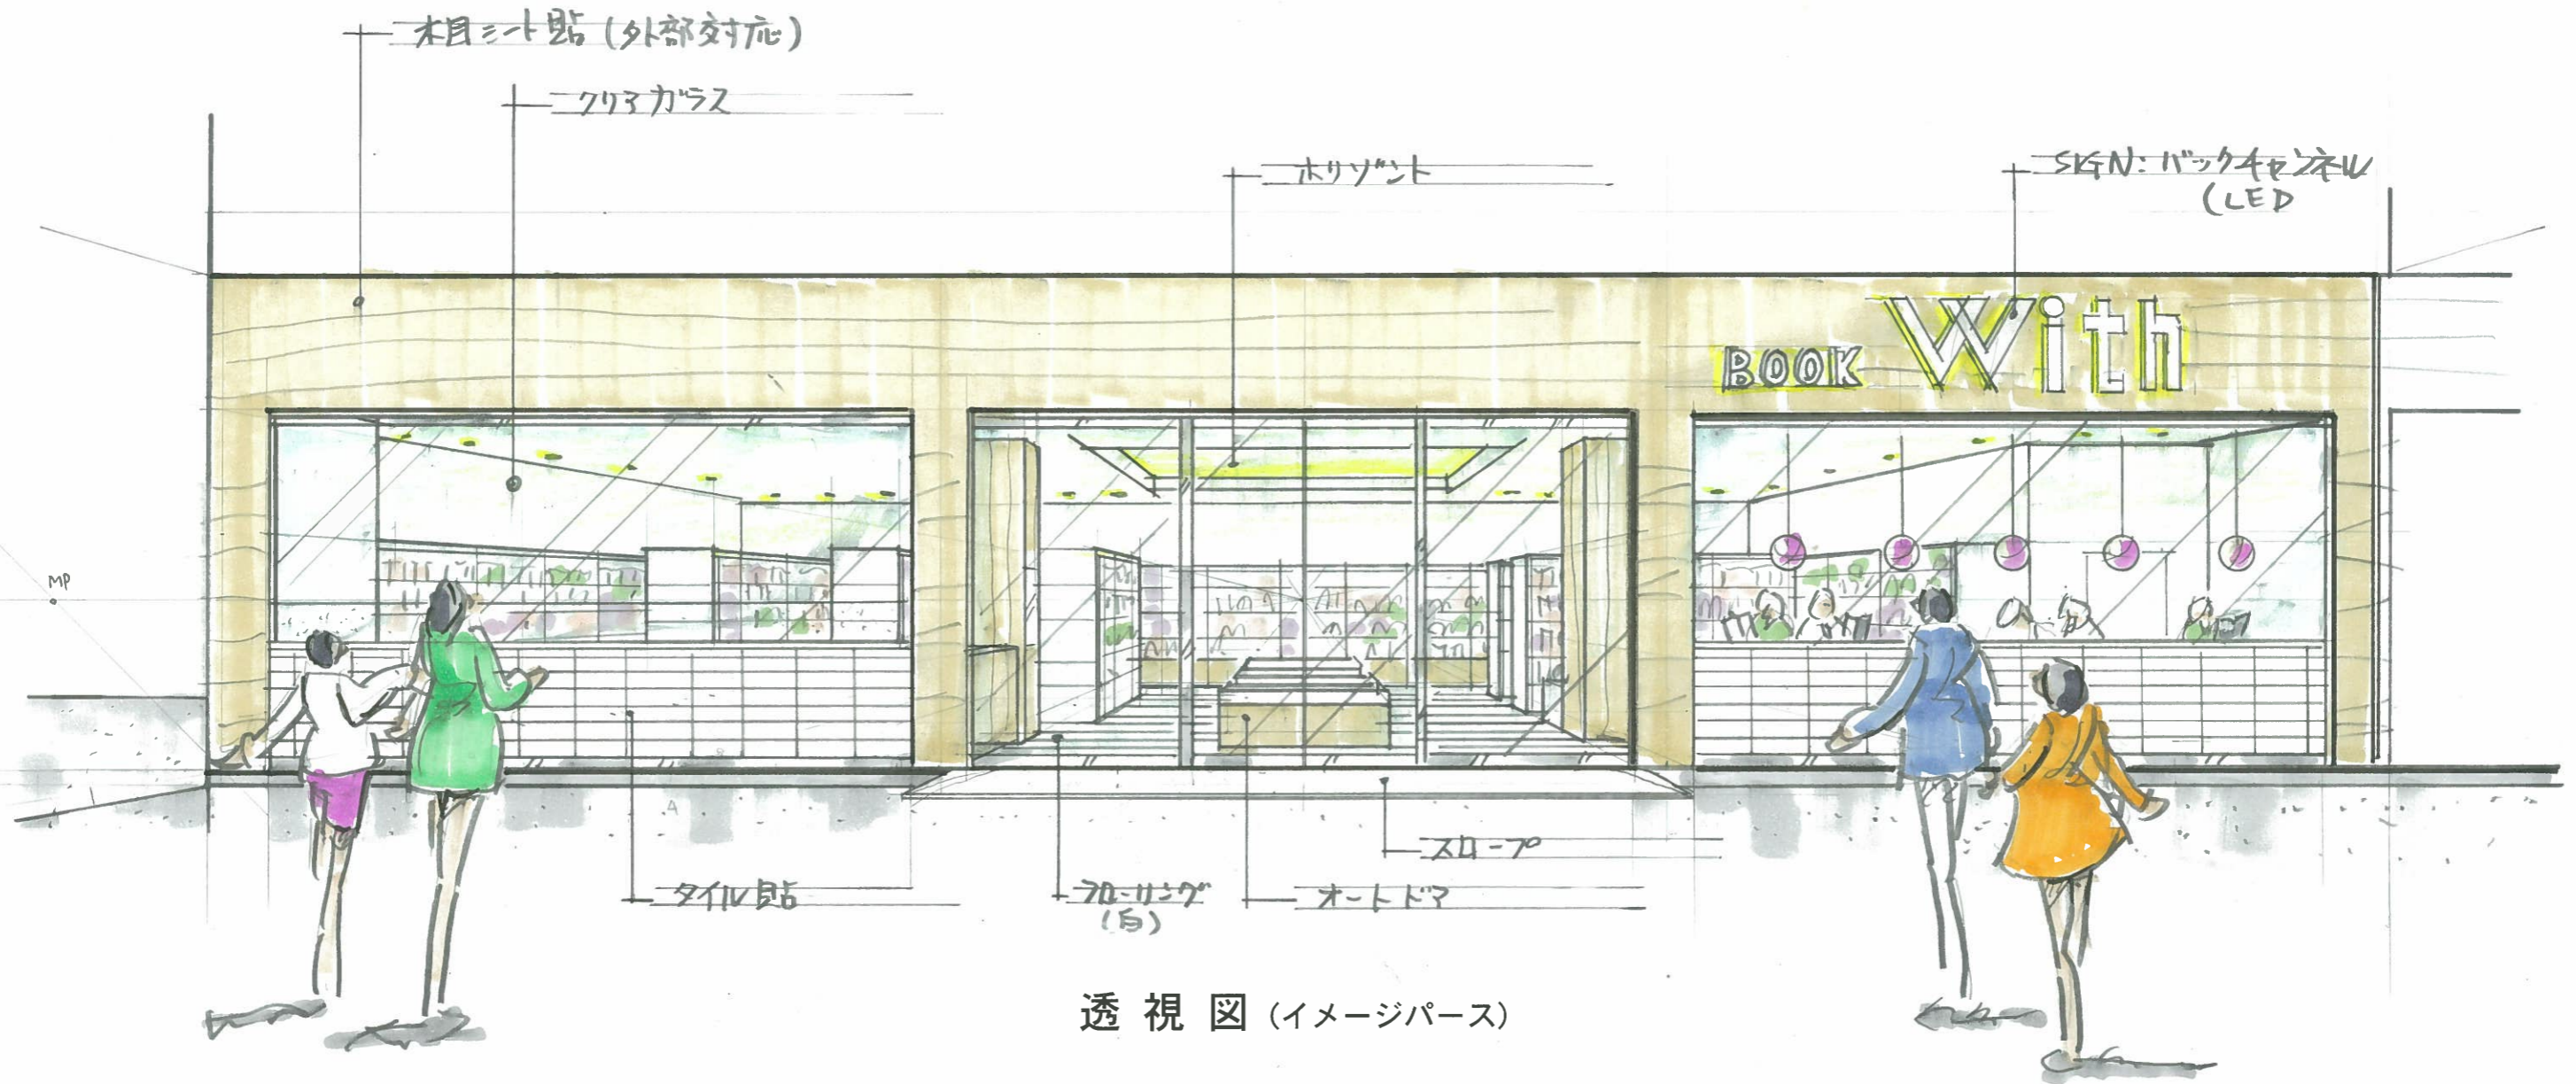 木目シート貼（外部対応）
クリアガラス
ホリゾント
SIGN：バックチャンネル
（LED
BOOK With
MP
スロープ
タイル貼
フローリング
（白）
オートドア
透視図（イメージパース）